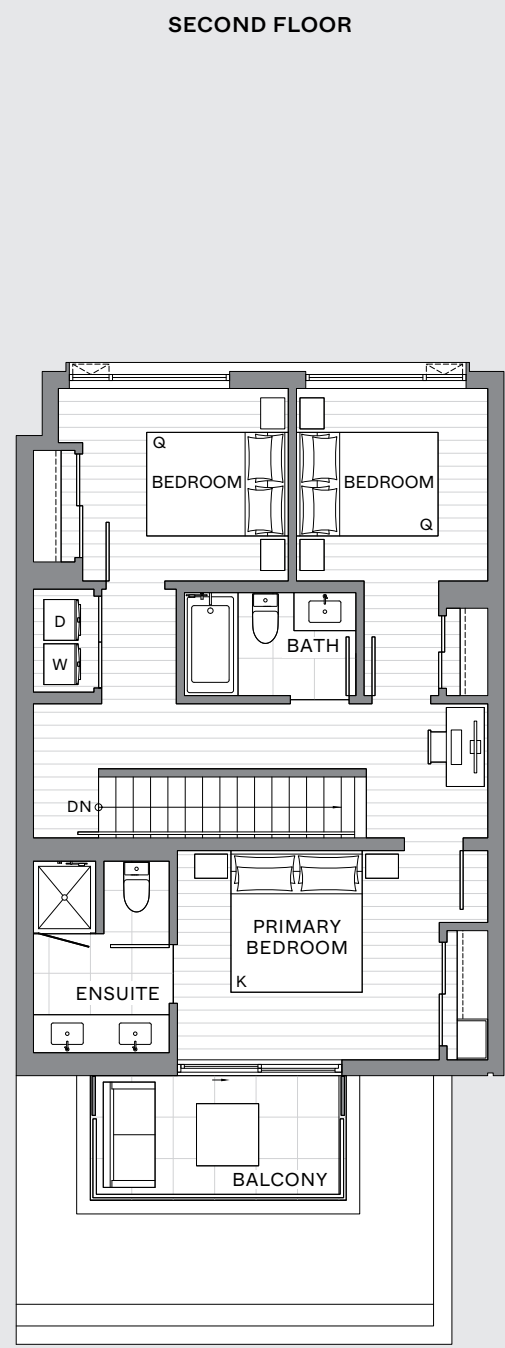 SECOND FLOOR
Q
BEDROOM
BEDROOM
Q
D
W
BATH
DN
PRIMARY
BEDROOM
K
ENSUITE
BALCONY